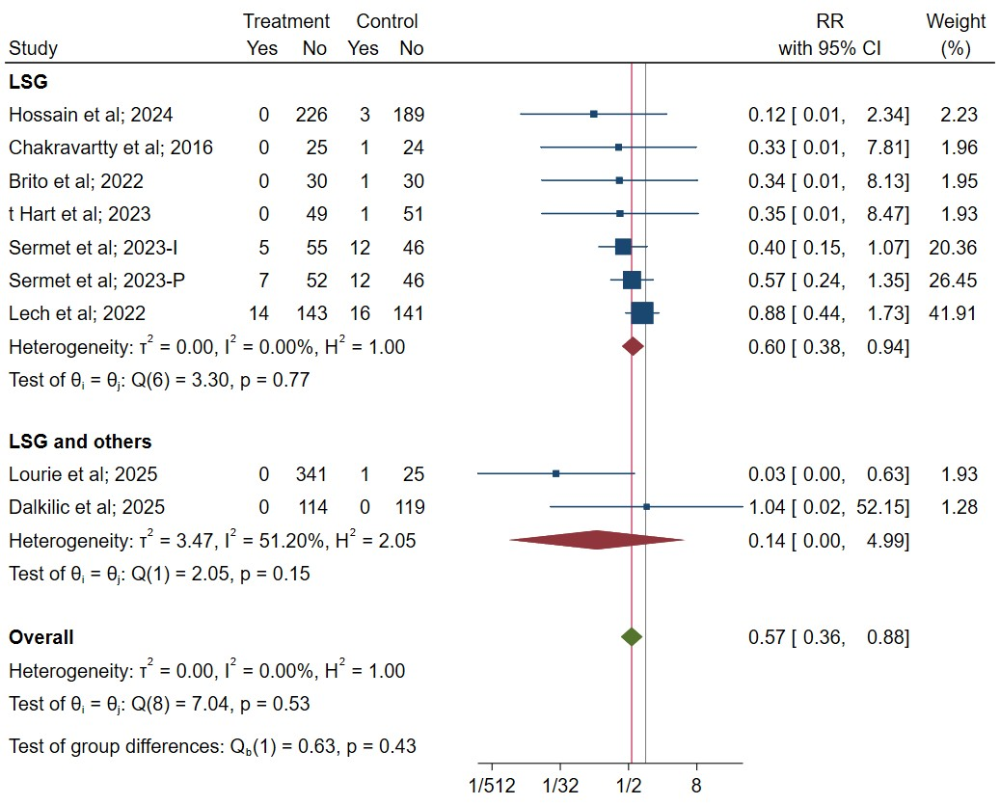 Treatment Control RR Weight
Study Yes No Yes No with 95% CI (%)
LSG
Hossain et al; 2024 0 226 3 189 0.12 [ 0.01, 2.34] 2.23
Chakravartty et al; 2016 0 25 1 24 0.33 [ 0.01, 7.81] 1.96
Brito et al; 2022 0 30 1 30 0.34 [ 0.01, 8.13] 1.95
t Hart et al; 2023 0 49 1 51 0.35 [ 0.01, 8.47] 1.93
Sermet et al; 2023-I 5 55 12 46 0.40 [ 0.15, 1.07] 20.36
Sermet et al; 2023-P 7 52 12 46 0.57 [ 0.24, 1.35] 26.45
Lech et al; 2022 14 143 16 141 0.88 [ 0.44, 1.73] 41.91
Heterogeneity: τ² = 0.00, I² = 0.00%, H² = 1.00 0.60 [ 0.38, 0.94]
Test of θᵢ = θⱼ: Q(6) = 3.30, p = 0.77
LSG and others
Lourie et al; 2025 0 341 1 25 0.03 [ 0.00, 0.63] 1.93
Dalkilic et al; 2025 0 114 0 119 1.04 [ 0.02, 52.15] 1.28
Heterogeneity: τ² = 3.47, I² = 51.20%, H² = 2.05 0.14 [ 0.00, 4.99]
Test of θᵢ = θⱼ: Q(1) = 2.05, p = 0.15
Overall 0.57 [ 0.36, 0.88]
Heterogeneity: τ² = 0.00, I² = 0.00%, H² = 1.00
Test of θᵢ = θⱼ: Q(8) = 7.04, p = 0.53
Test of group differences: Q_b(1) = 0.63, p = 0.43
1/512 1/32 1/2 8